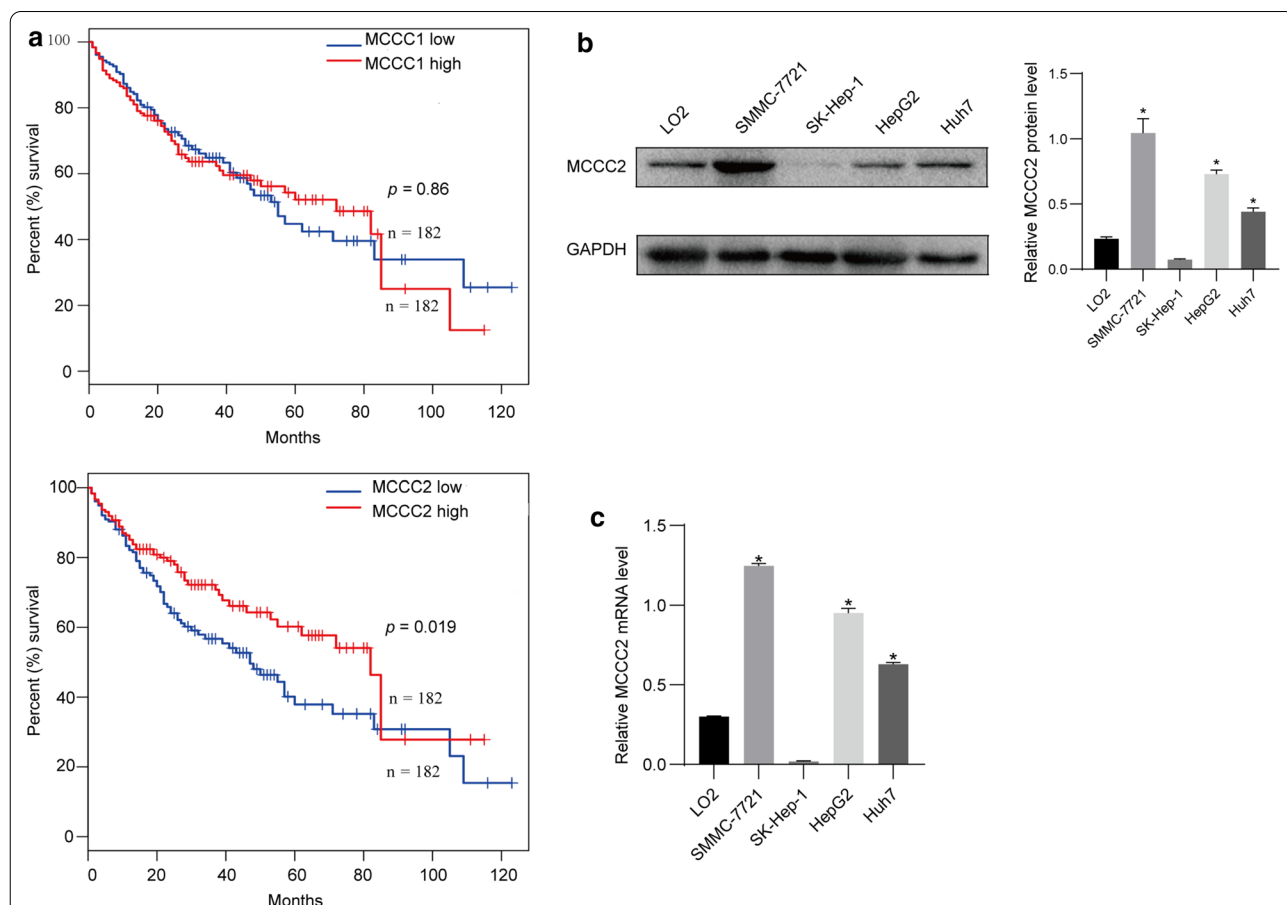 a
MCCC1 low
MCCC1 high
Percent (%) survival
100
80
60
40
20
0
p = 0.86
n = 182
n = 182
0 20 40 60 80 100 120
Months
MCCC2 low
MCCC2 high
Percent (%) survival
100
80
60
40
20
0
p = 0.019
n = 182
n = 182
0 20 40 60 80 100 120
Months
b
LO2 SMMC-7721 SK-Hep-1 HepG2 Huh7
MCCC2
GAPDH
Relative MCCC2 protein level
1.5
1.0
0.5
0.0
* * *
LO2 SMMC-7721 SK-Hep-1 HepG2 Huh7
c
Relative MCCC2 mRNA level
1.5
1.0
0.5
0.0
* * *
LO2 SMMC-7721 SK-Hep-1 HepG2 Huh7